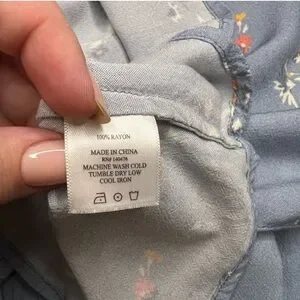 100% RAYON
MADE IN CHINA
RN# 140476
MACHINE WASH COLD
TUMBLE DRY LOW
COOL IRON